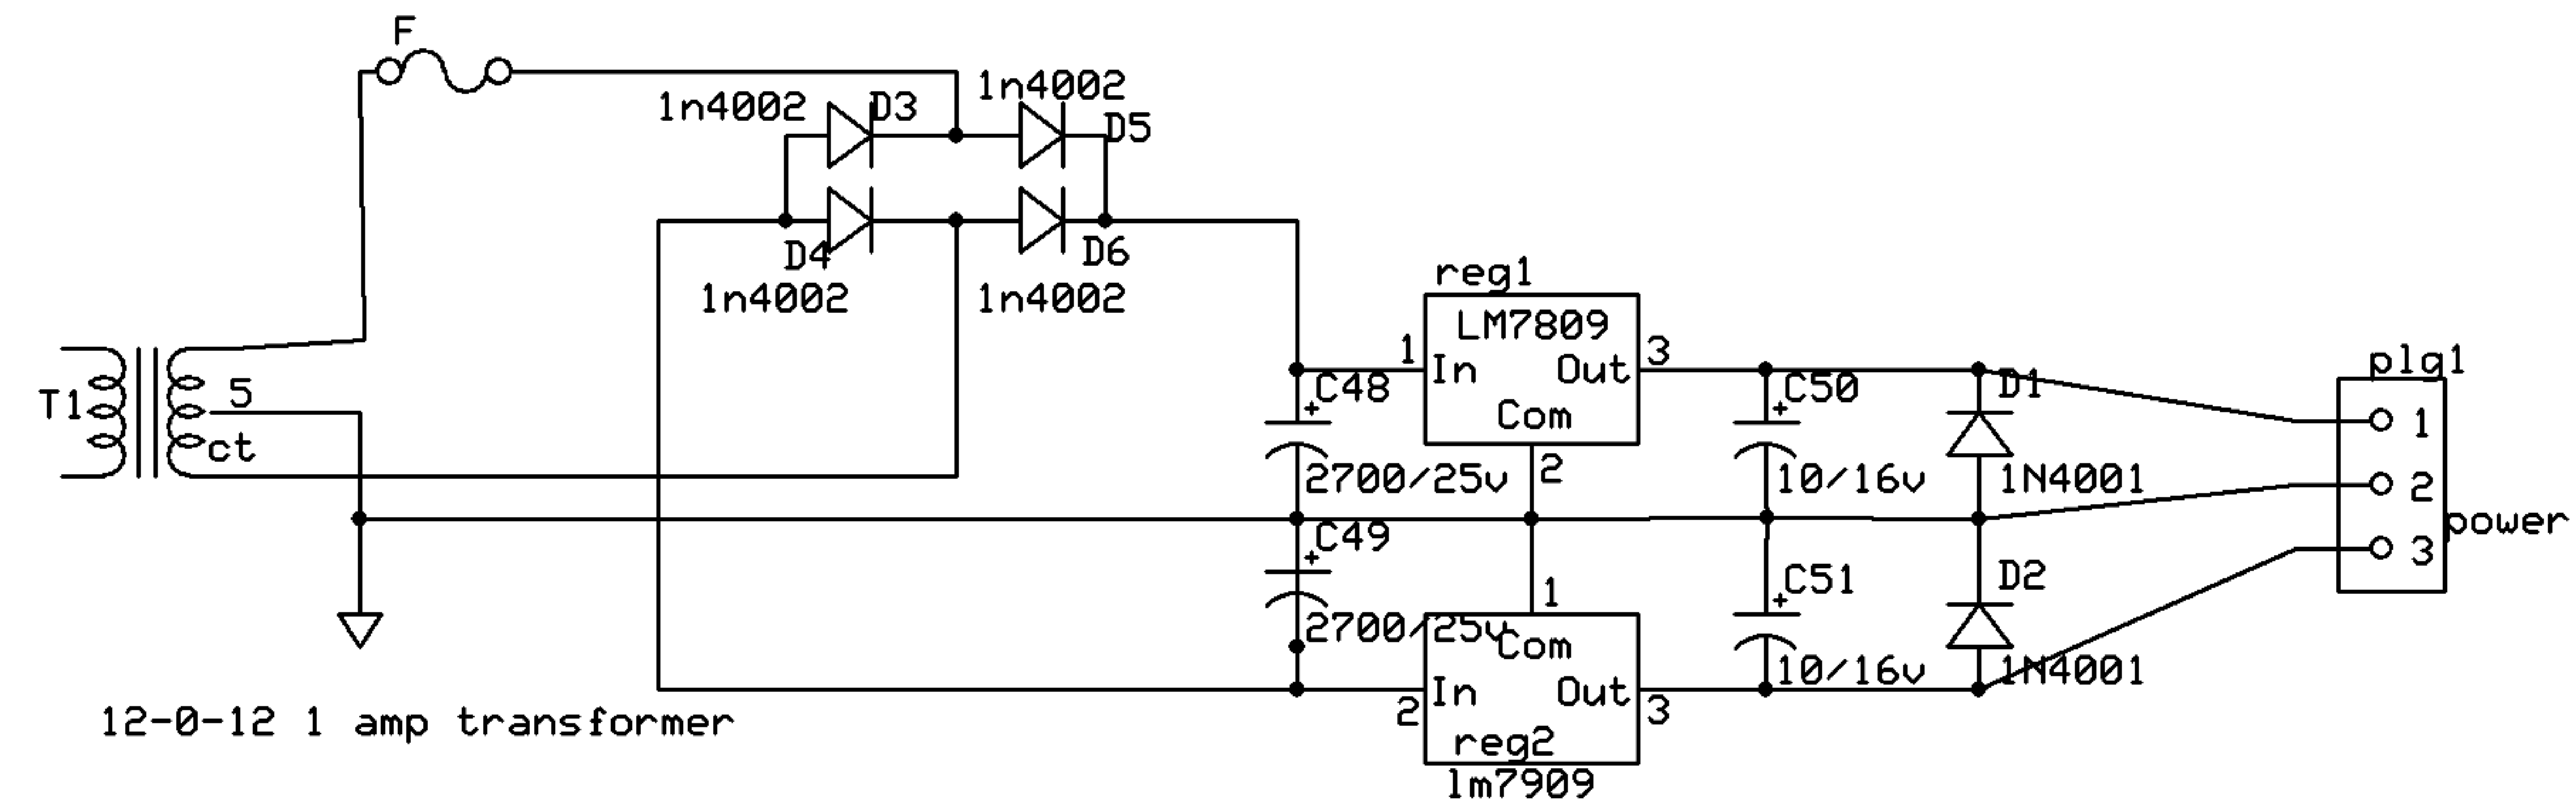 F
1n4002
D3
1n4002
D5
D4
1n4002
D6
1n4002
reg1
LM7809
1
In
Out
3
Com
2
T1
5
ct
C48
+
2700/25v
C50
+
10/16v
D1
1N4001
plg1
1
2
3
power
C49
+
2700/25v
1
Com
In
Out
2
3
reg2
lm7909
C51
+
10/16v
D2
1N4001
12-0-12 1 amp transformer